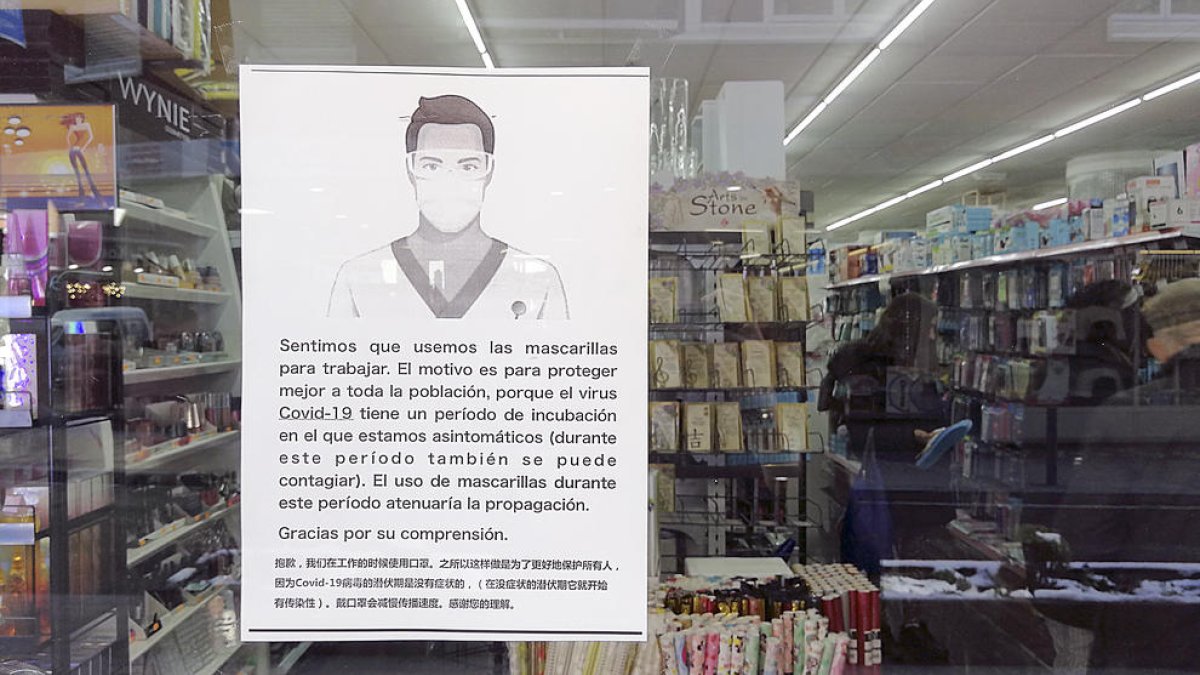 WYNIE
Arts in
Stone
Sentimos que usemos las mascarillas
para trabajar. El motivo es para proteger
mejor a toda la población, porque el virus
Covid-19 tiene un período de incubación
en el que estamos asintomáticos (durante
este período también se puede
contagiar). El uso de mascarillas durante
este período atenuaría la propagación.
Gracias por su comprensión.
抱歉，我们在工作的时候使用口罩。之所以这样做是为了更好地保护所有人，
因为Covid-19病毒的潜伏期是没有症状的，（在没症状的潜伏期它就开始
有传染性）。戴口罩会减慢传播速度。感谢您的理解。
吉